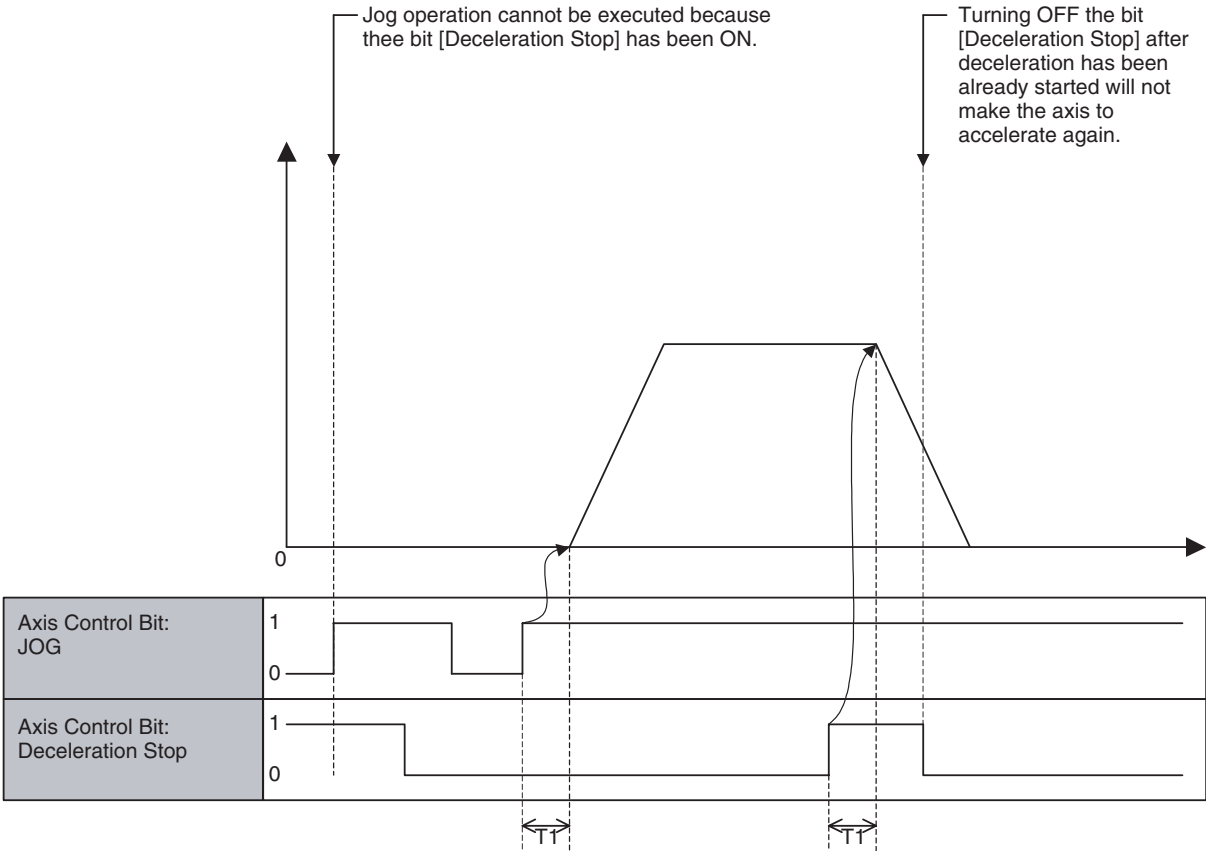 Jog operation cannot be executed because
thee bit [Deceleration Stop] has been ON.
Turning OFF the bit
[Deceleration Stop] after
deceleration has been
already started will not
make the axis to
accelerate again.
0
Axis Control Bit:
JOG
1
0
Axis Control Bit:
Deceleration Stop
1
0
T1
T1